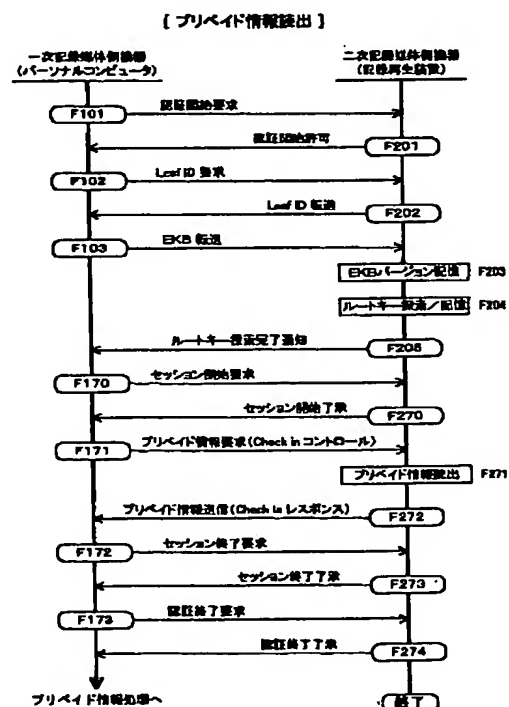 [ プリペイド情報読出 ]
一次記録媒体側機器
(パーソナルコンピュータ)
二次記録媒体側機器
(記録再生装置)
認証開始要求
F101
認証開始許可
F201
Leaf ID 要求
F102
Leaf ID 転送
F202
EKB 転送
F103
EKBバージョン記憶 F203
ルートキー探索/記憶 F204
ルートキー探索完了通知
F205
セッション開始要求
F170
セッション開始了承
F270
プリペイド情報要求(Check in コントロール)
F171
プリペイド情報読出 F271
プリペイド情報送信(Check in レスポンス)
F272
セッション終了要求
F172
セッション終了了承
F273
認証終了要求
F173
認証終了了承
F274
プリペイド情報処理へ
終了